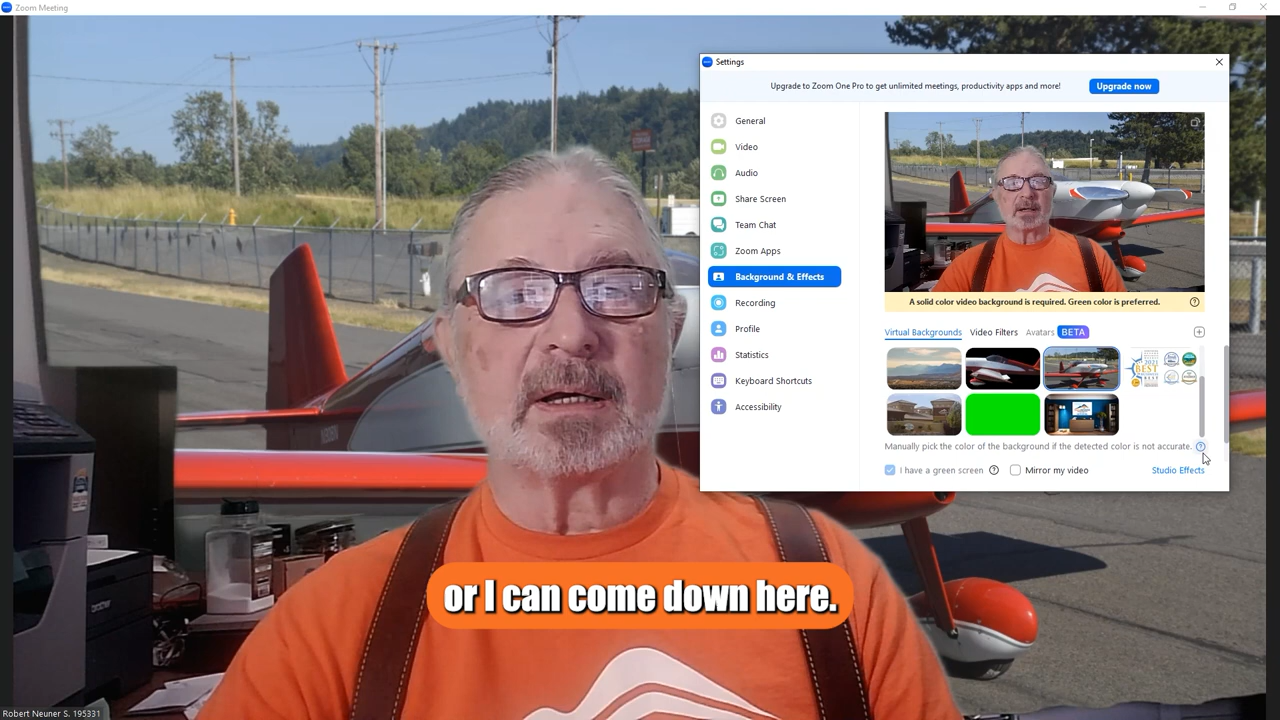 Zoom Meeting
Settings
Upgrade to Zoom One Pro to get unlimited meetings, productivity apps and more!
Upgrade now
General
Video
Audio
Share Screen
Team Chat
Zoom Apps
Background & Effects
Recording
Profile
Statistics
Keyboard Shortcuts
Accessibility
A solid color video background is required. Green color is preferred.
Virtual Backgrounds Video Filters Avatars BETA
2021
BEST
Manually pick the color of the background if the detected color is not accurate.
I have a green screen
Mirror my video
Studio Effects
or I can come down here.
Robert Neuner S. 195331